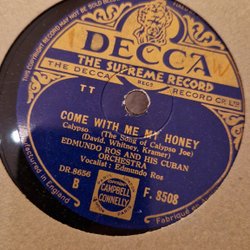 DECCA
THE SUPREME RECORD
THE DECCA RECORD CO. LTD.
REGD
TT
COME WITH ME MY HONEY
Calypso. (The Song of Calypso Joe)
(David, Whitney, Kramer)
EDMUNDO ROS AND HIS CUBAN
ORCHESTRA
Vocalist: Edmundo Ros
DR.8656
B
CAMPBELL
CONNELLY
F. 8508
Made in England